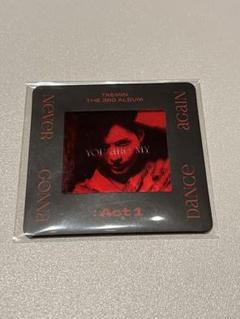 TAEMIN
THE 3RD ALBUM
NEVER
GONNA
DANCE
AGAIN
YOU are MY
:Act 1